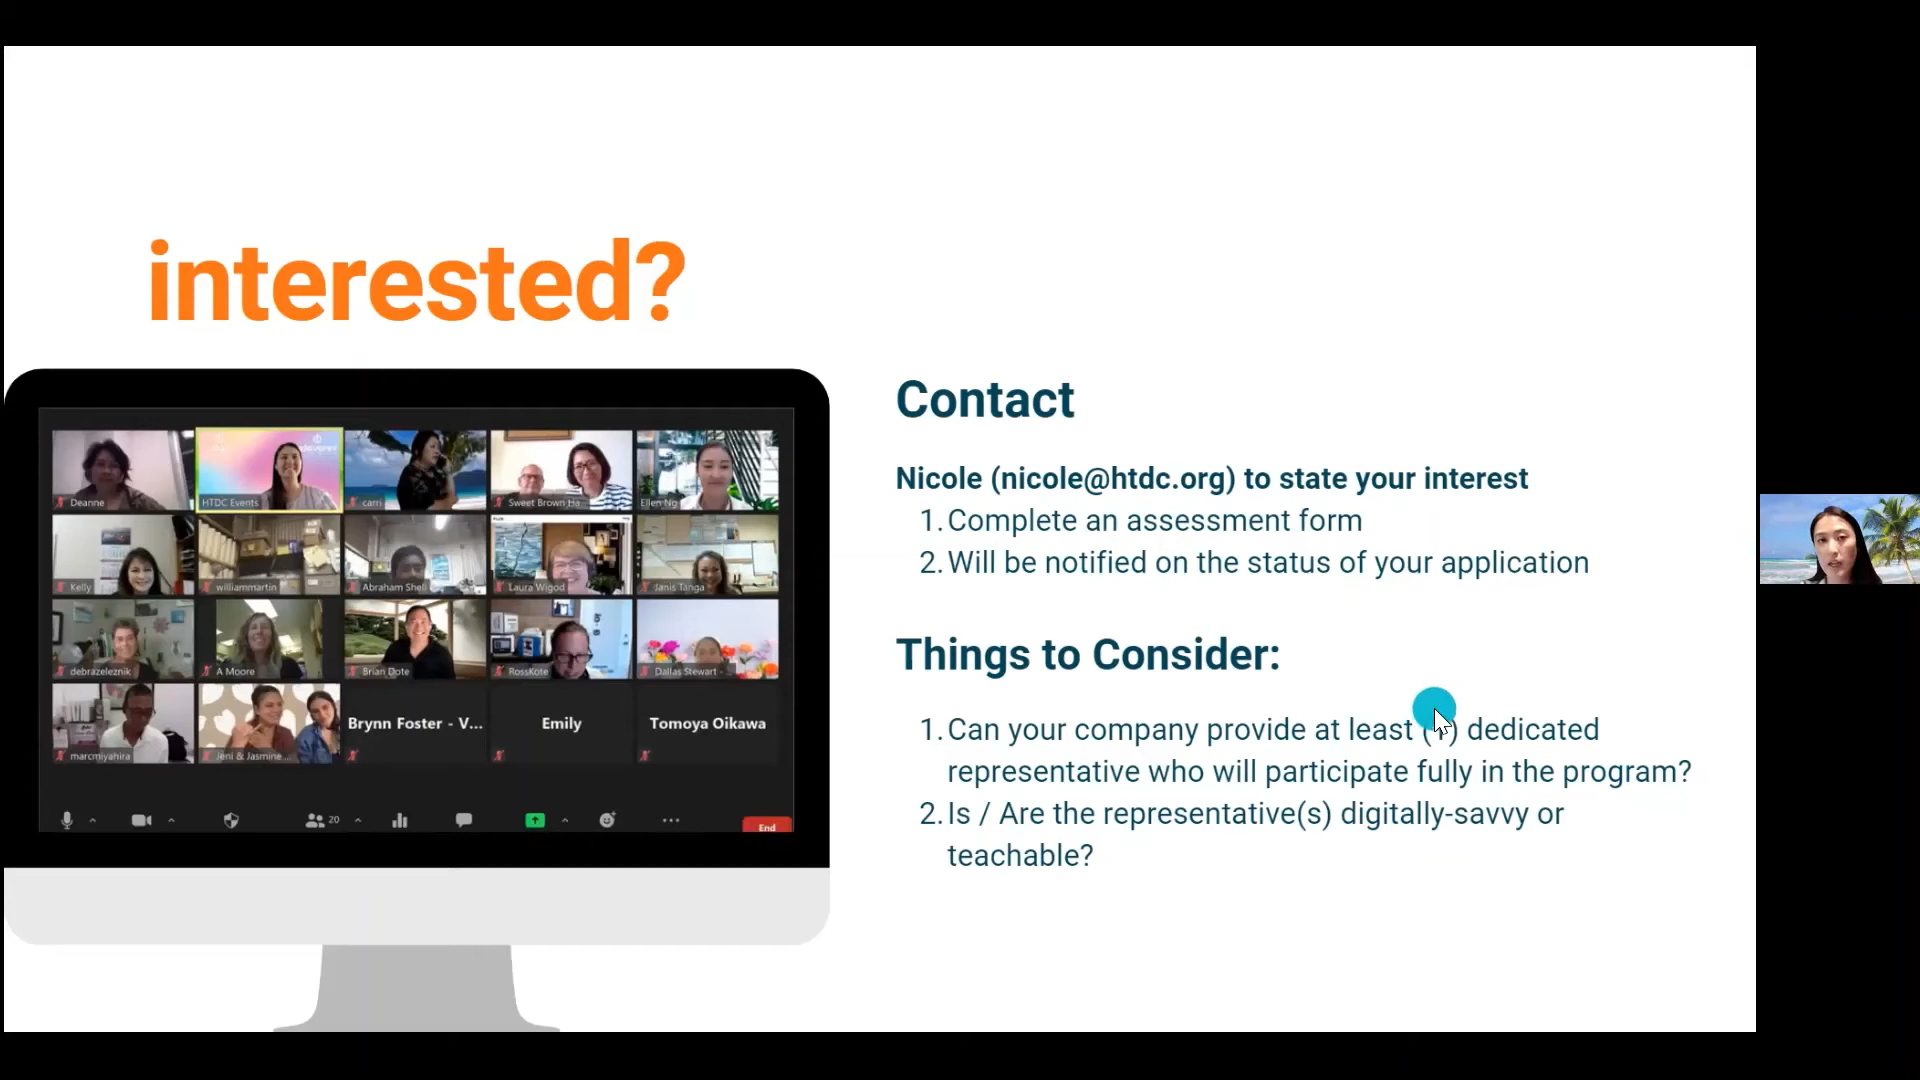 interested?
Contact
Nicole (nicole@htdc.org) to state your interest
1. Complete an assessment form
2. Will be notified on the status of your application
Things to Consider:
1. Can your company provide at least (1) dedicated
representative who will participate fully in the program?
2. Is / Are the representative(s) digitally-savvy or
teachable?
Deanne
HTDC Events
carri
Sweet Brown Ha
Ellen Ng
Kelly
williammartin
Abraham Shell
Laura Wigod
Janis Tanga
debrazeleznik
A Moore
Brian Dote
RossKote
Dallas Stewart - ...
marcmiyahira
Jeni & Jasmine...
Brynn Foster - V...
Emily
Tomoya Oikawa
20
End